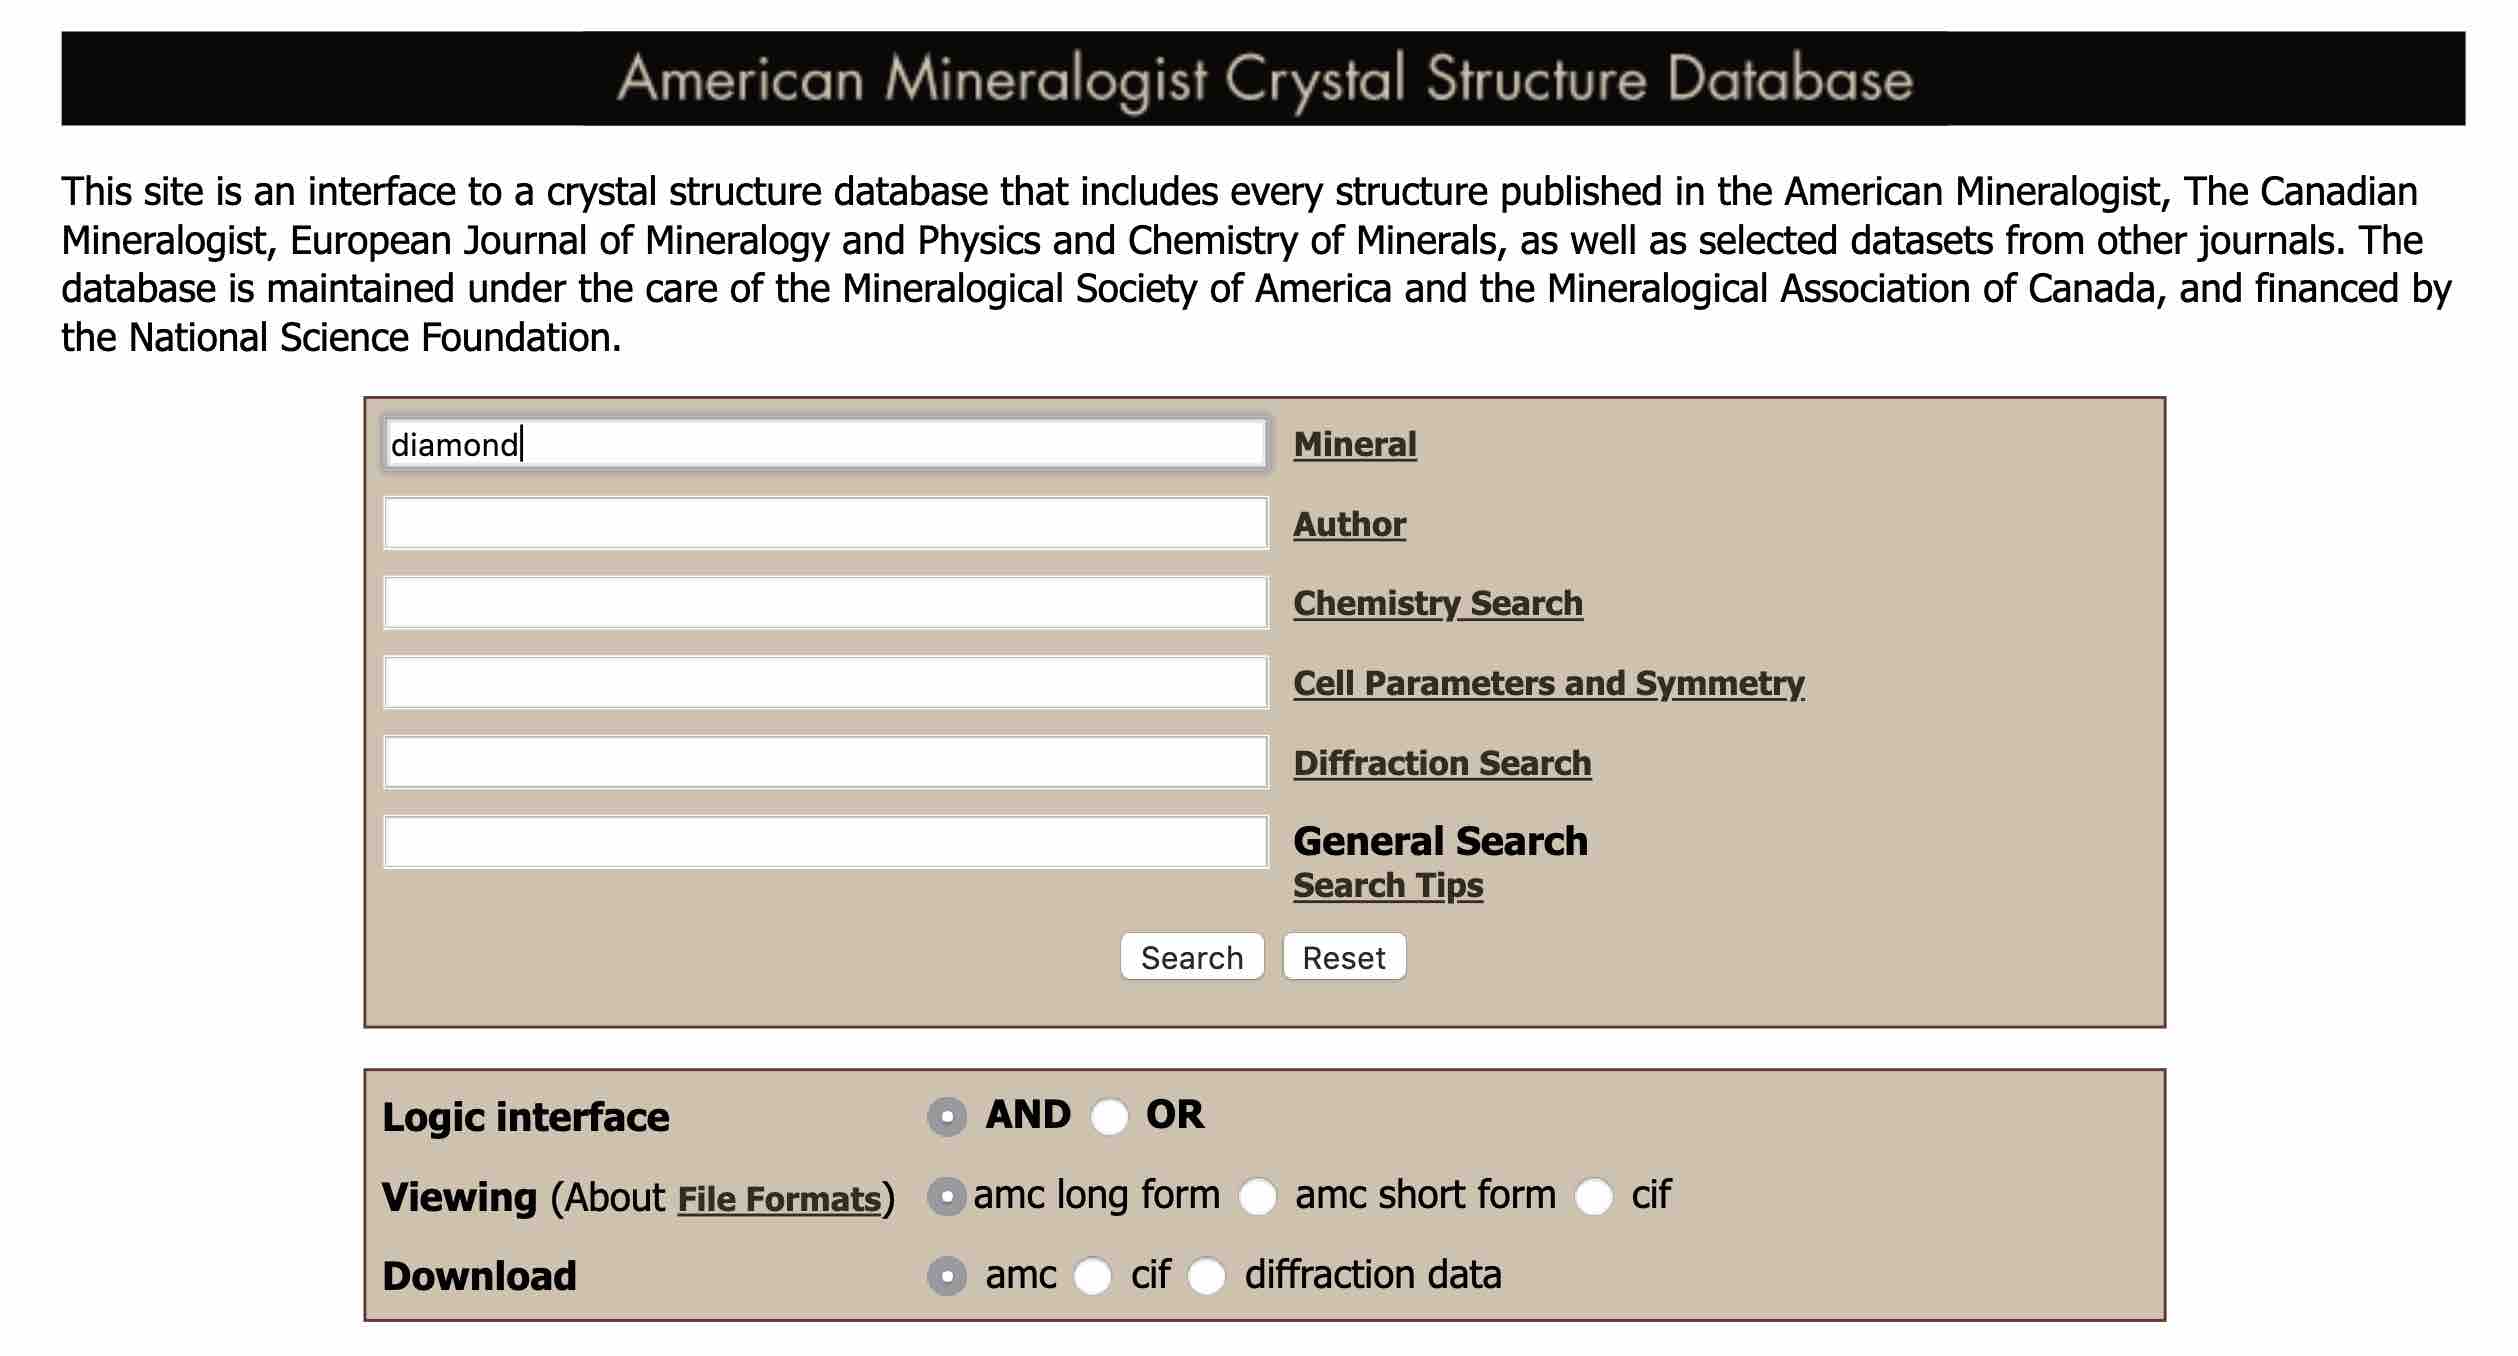 American Mineralogist Crystal Structure Database
This site is an interface to a crystal structure database that includes every structure published in the American Mineralogist, The Canadian
Mineralogist, European Journal of Mineralogy and Physics and Chemistry of Minerals, as well as selected datasets from other journals. The
database is maintained under the care of the Mineralogical Society of America and the Mineralogical Association of Canada, and financed by
the National Science Foundation.
diamond Mineral
Author
Chemistry Search
Cell Parameters and Symmetry
Diffraction Search
General Search
Search Tips
Search Reset
Logic interface AND OR
Viewing (About File Formats) amc long form amc short form cif
Download amc cif diffraction data